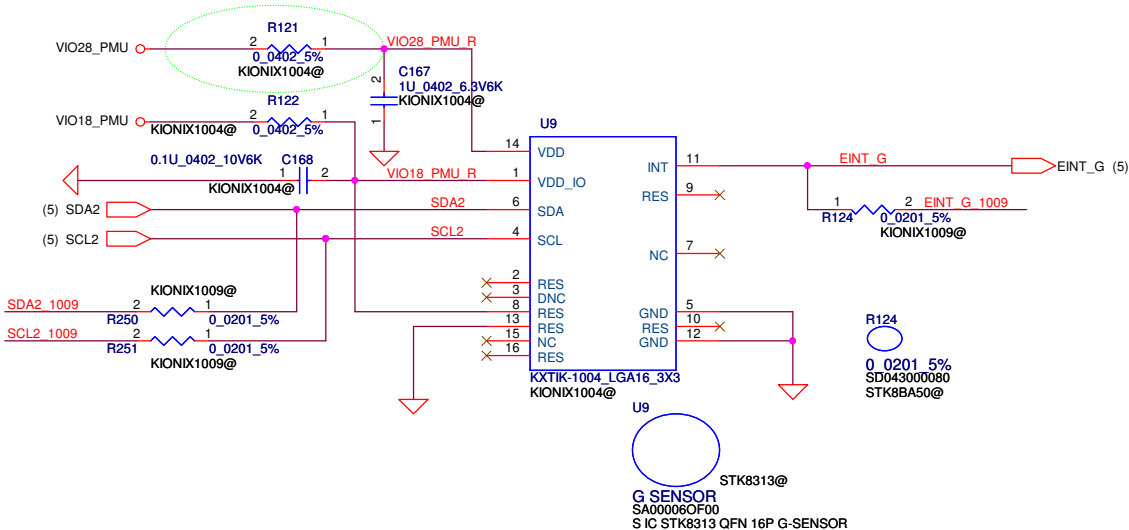 R121
VIO28_PMU
2
1
VIO28_PMU_R
0_0402_5%
KIONIX1004@
2
C167
1U_0402_6.3V6K
KIONIX1004@
1
R122
VIO18_PMU
2
1
KIONIX1004@
0_0402_5%
U9
0.1U_0402_10V6K
C168
1
2
KIONIX1004@
VIO18_PMU_R
14
VDD
1
VDD_IO
(5) SDA2
SDA2
6
SDA
(5) SCL2
SCL2
4
SCL
2
RES
3
DNC
8
RES
13
RES
15
NC
16
RES
INT
11
EINT_G
EINT_G (5)
RES
9
1
2
EINT_G_1009
R124
0_0201_5%
KIONIX1009@
NC
7
GND
5
RES
10
GND
12
KIONIX1009@
SDA2_1009
2
1
R250
0_0201_5%
SCL2_1009
2
1
R251
0_0201_5%
KIONIX1009@
KXTIK-1004_LGA16_3X3
KIONIX1004@
R124
0_0201_5%
SD043000080
STK8BA50@
U9
STK8313@
G SENSOR
SA00006OF00
S IC STK8313 QFN 16P G-SENSOR